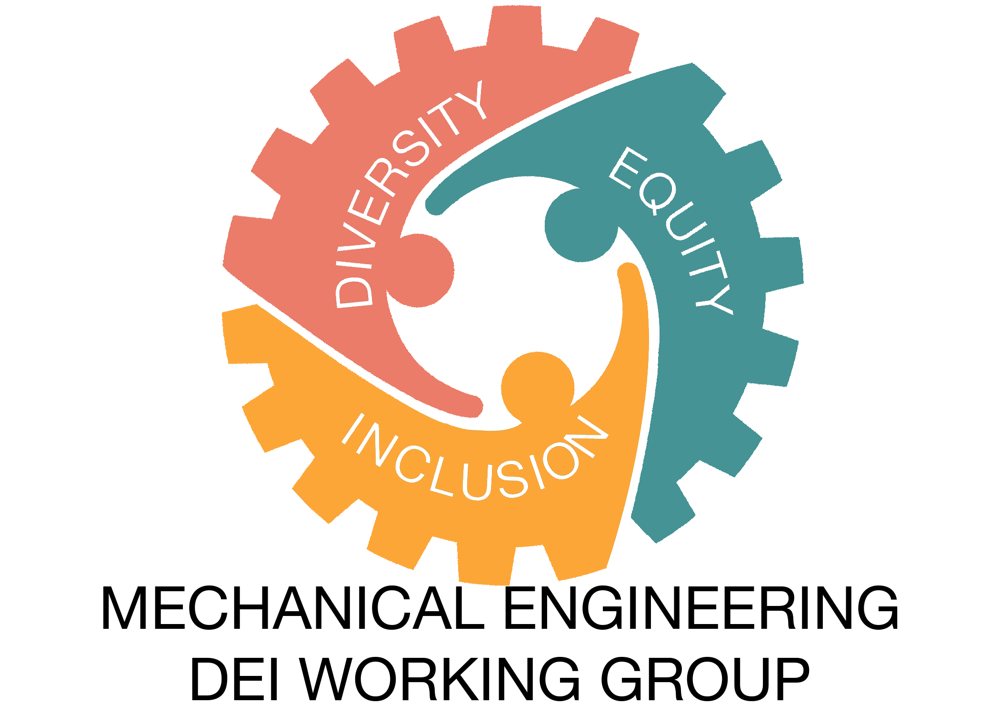 DIVERSITY
EQUITY
INCLUSION
MECHANICAL ENGINEERING
DEI WORKING GROUP